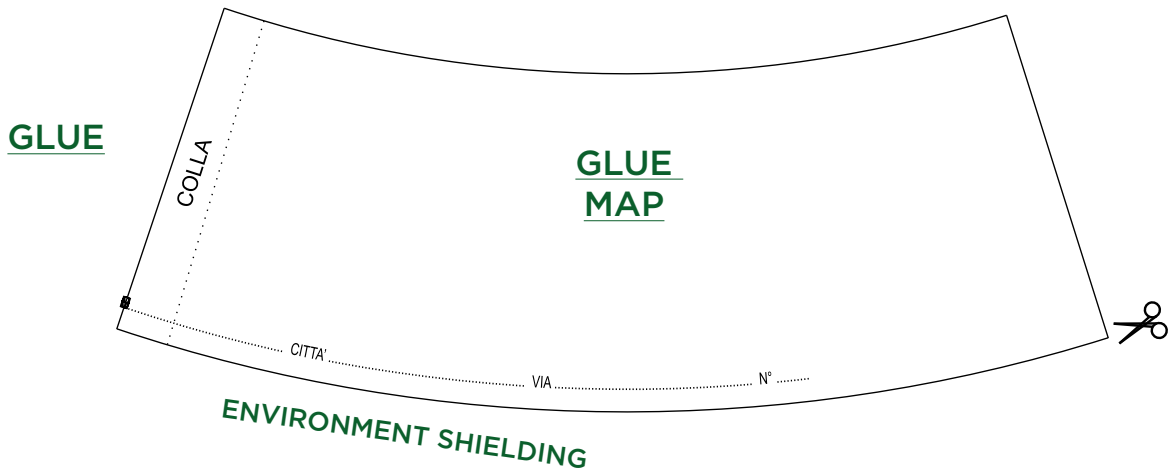 GLUE
COLLA
GLUE
MAP
CITTA' VIA N°
ENVIRONMENT SHIELDING